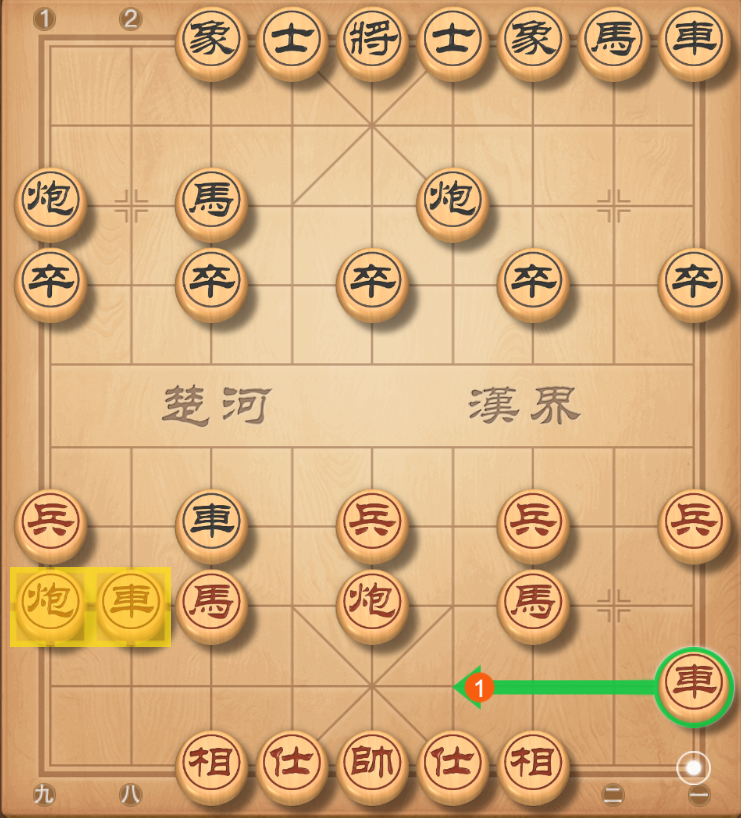 1 2
象 士 將 士 象 馬 車
炮 馬 炮
卒 卒 卒 卒 卒
楚河 漢界
兵 車 兵 兵 兵
炮 車 馬 炮 馬
1 車
相 仕 帥 仕 相
九 八 二 一